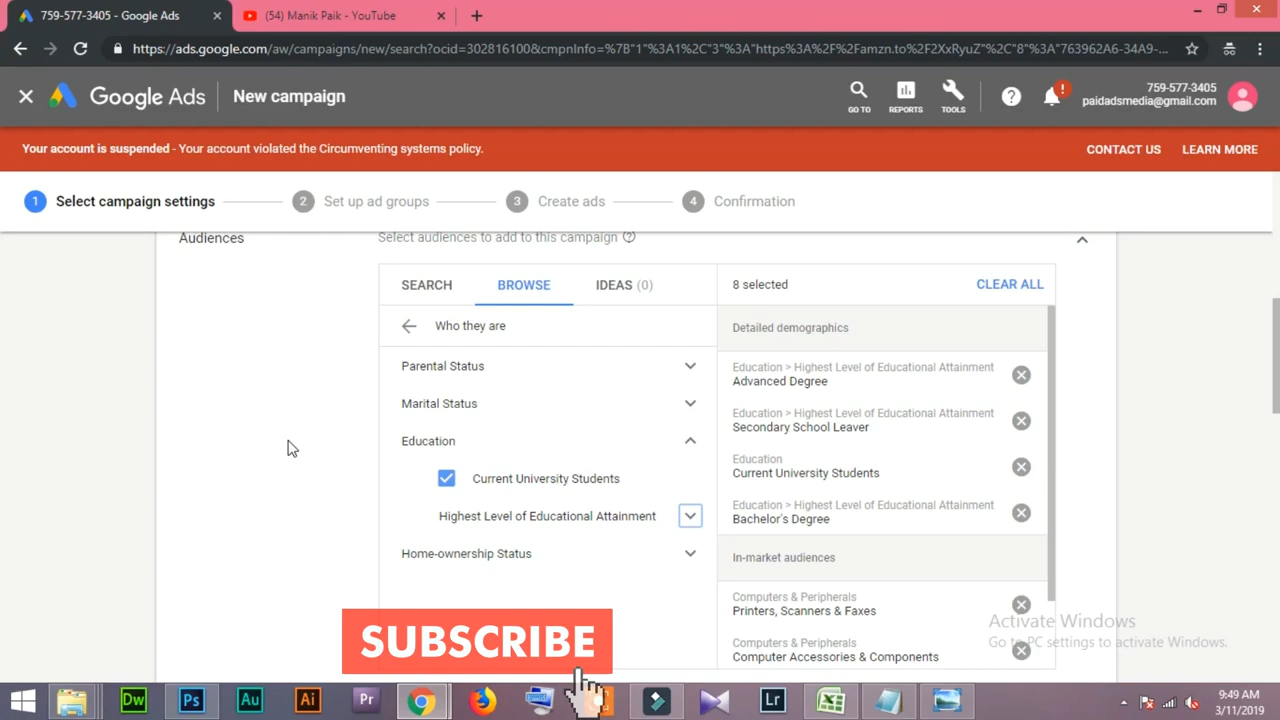 759-577-3405 - Google Ads
(54) Manik Paik - YouTube
https://ads.google.com/aw/campaigns/new/search?ocid=302816100&cmpnInfo=%7B"1"%3A1%2C"3"%3A"https%3A%2F%2Famzn.to%2F2XxRyuZ"%2C"8"%3A"763962A6-34A9-...
Google Ads
New campaign
GO TO
REPORTS
TOOLS
759-577-3405
paidadsmedia@gmail.com
Your account is suspended - Your account violated the Circumventing systems policy.
CONTACT US
LEARN MORE
1 Select campaign settings
2 Set up ad groups
3 Create ads
4 Confirmation
Audiences
Select audiences to add to this campaign
SEARCH
BROWSE
IDEAS (0)
8 selected
CLEAR ALL
Who they are
Detailed demographics
Parental Status
Education > Highest Level of Educational Attainment
Advanced Degree
Marital Status
Education > Highest Level of Educational Attainment
Secondary School Leaver
Education
Education
Current University Students
Current University Students
Highest Level of Educational Attainment
Education > Highest Level of Educational Attainment
Bachelor's Degree
Home-ownership Status
In-market audiences
Computers & Peripherals
Printers, Scanners & Faxes
Computers & Peripherals
Computer Accessories & Components
SUBSCRIBE
Activate Windows
Go to PC settings to activate Windows.
Dw
Ps
Au
Ai
Pr
Lr
9:49 AM
3/11/2019